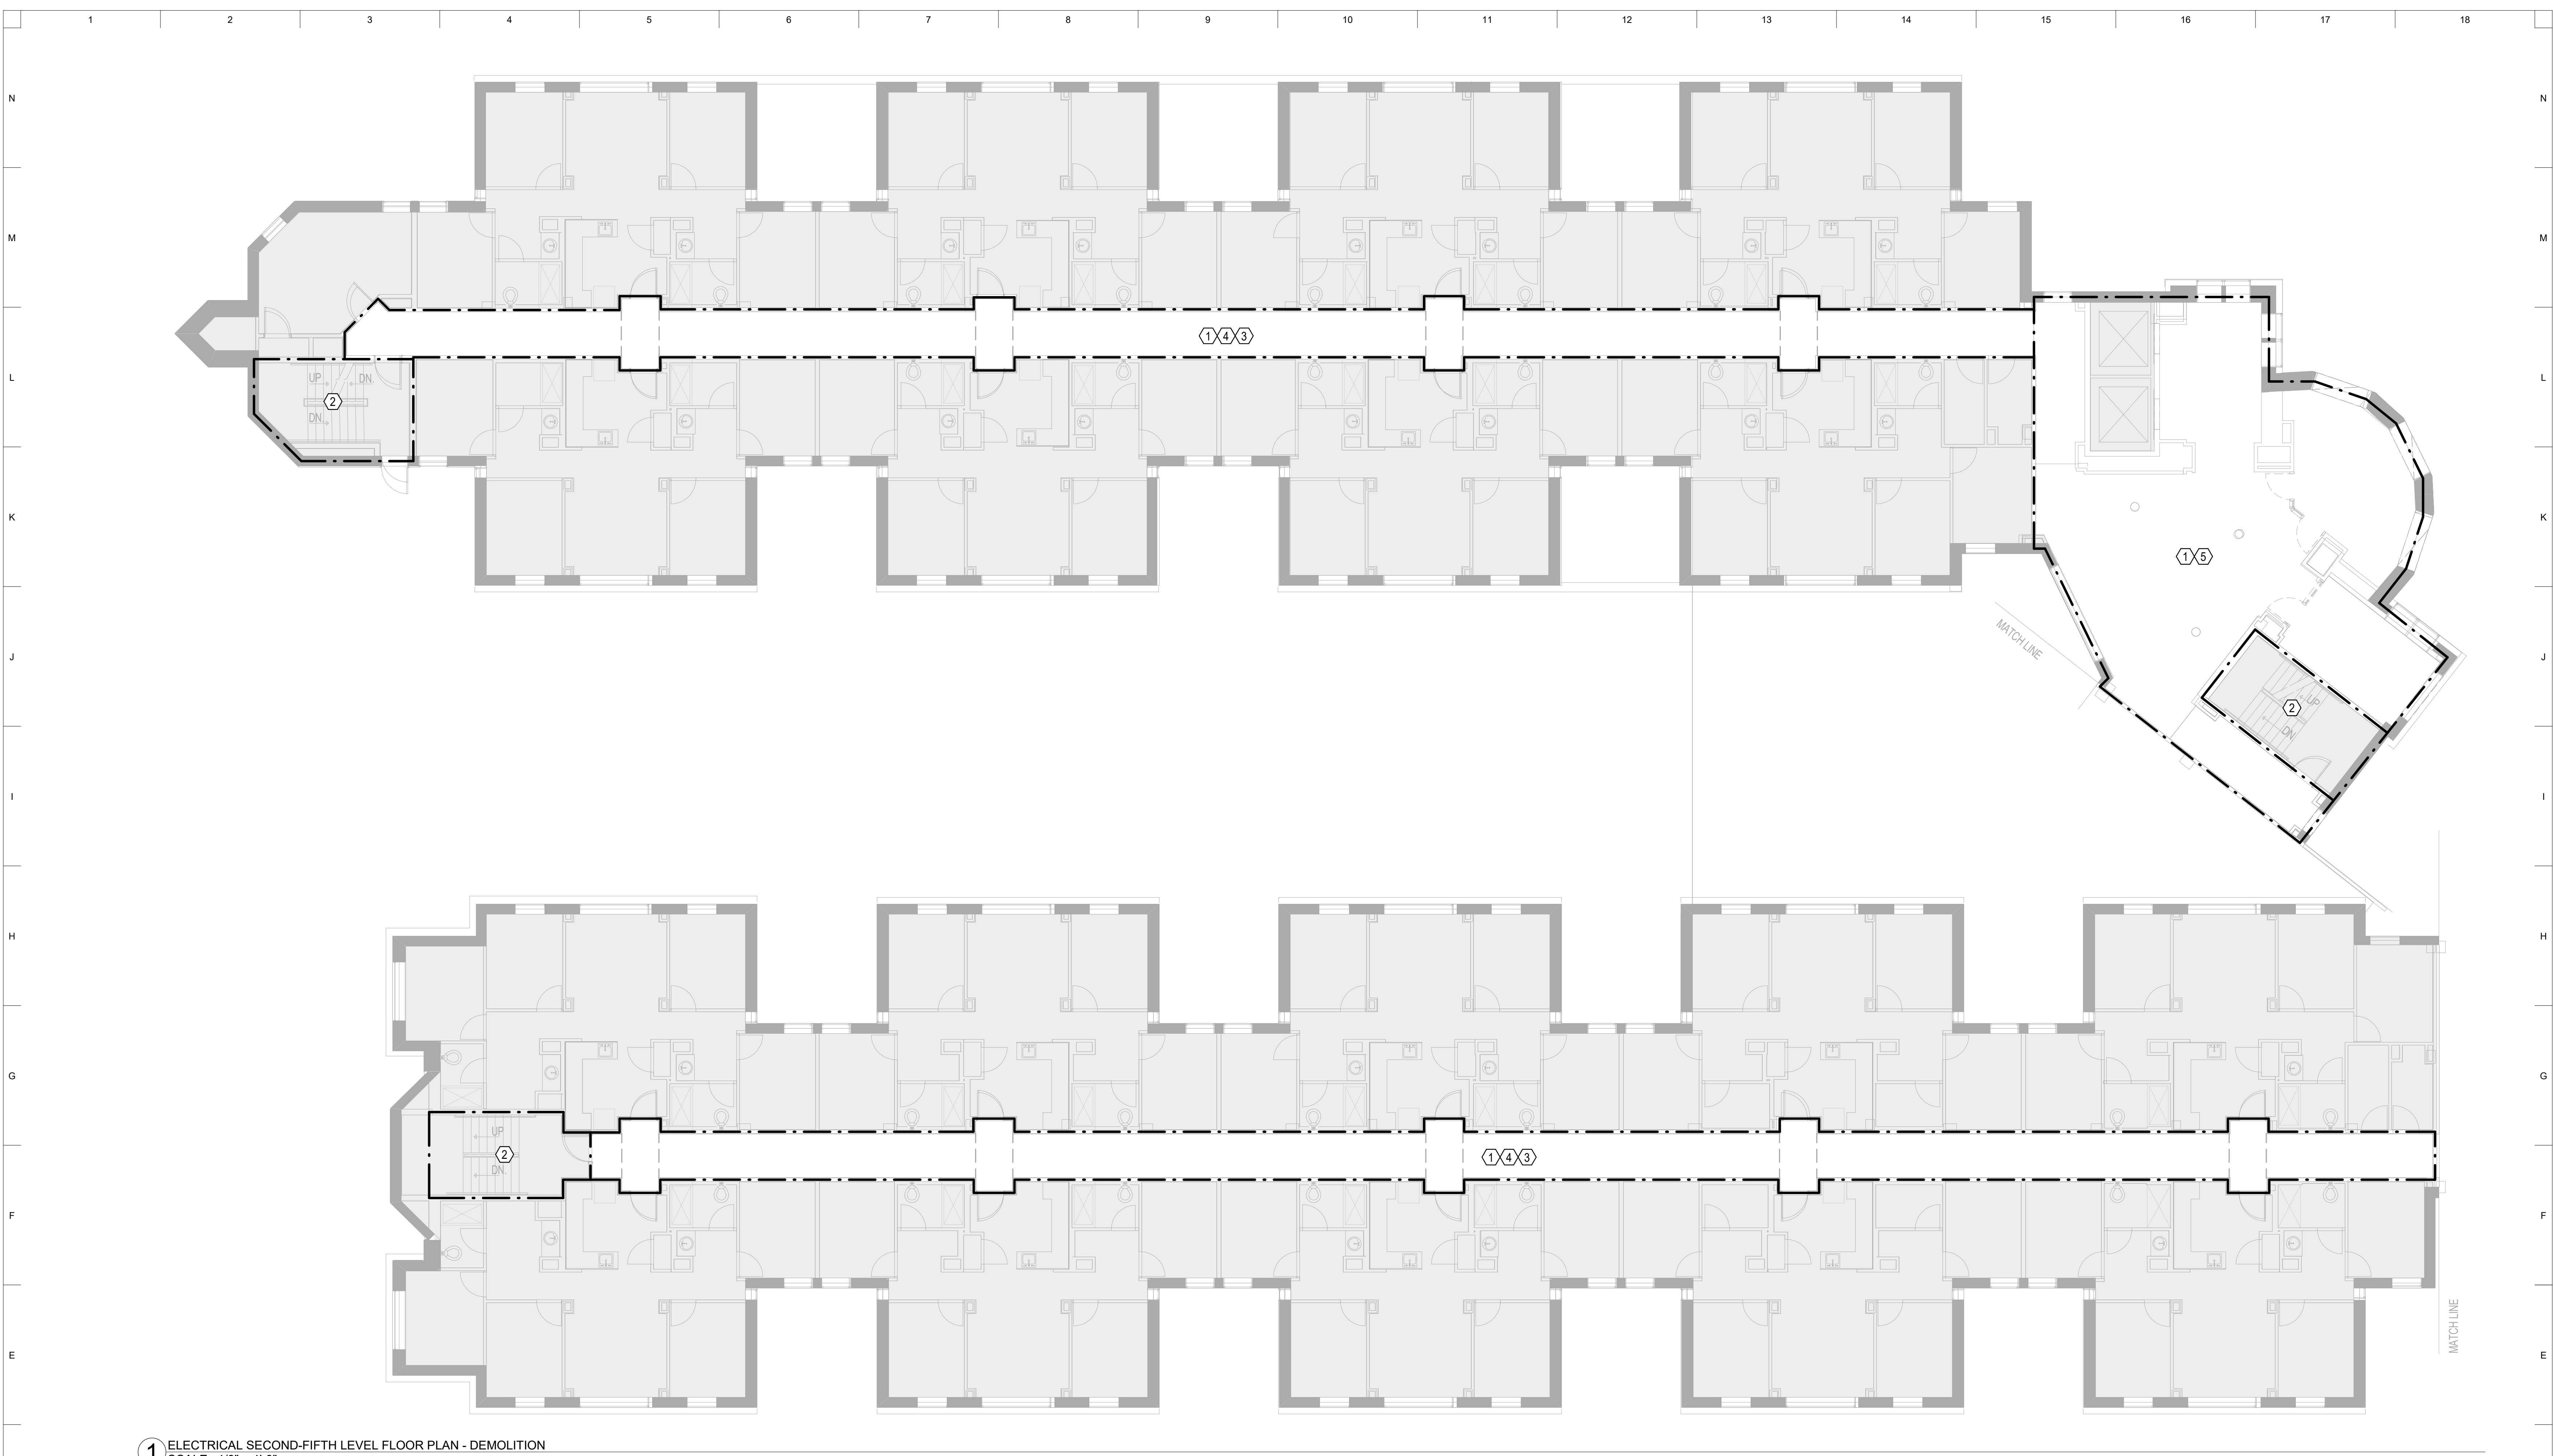 1 2 3 4 5 6 7 8 9 10 11 12 13 14 15 16 17 18
N N
M M
1 4 3
L L
UP DN.
2
DN.
K K
1 5
MATCH LINE
J J
2
UP
DN.
I I
H H
G G
UP
2
DN.
1 4 3
F F
MATCH LINE
E E
1 ELECTRICAL SECOND-FIFTH LEVEL FLOOR PLAN - DEMOLITION